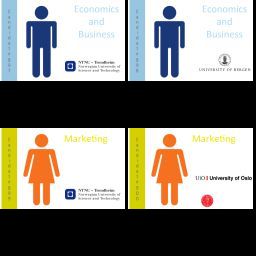 Economics
and
Business
NTNU – Trondheim
Norwegian University of
Science and Technology
Economics
and
Business
UNIVERSITY OF BERGEN
Marketing
NTNU – Trondheim
Norwegian University of
Science and Technology
Marketing
UiO University of Oslo